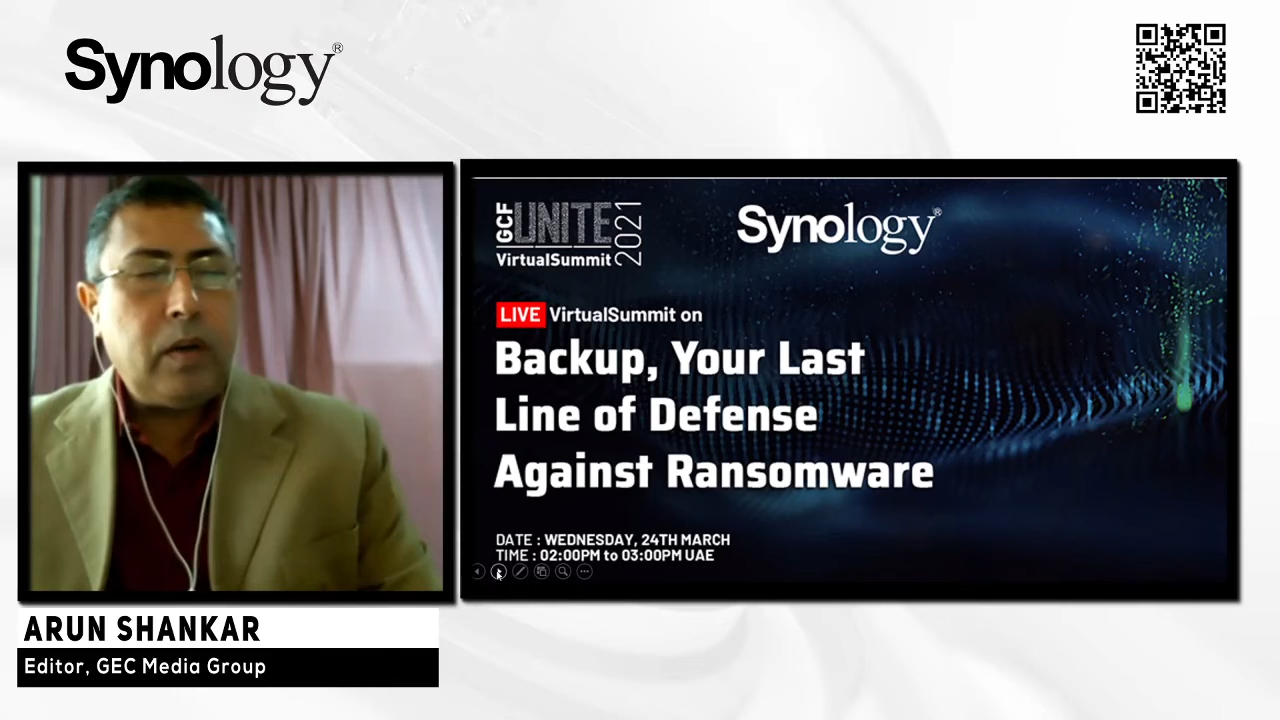 Synology®
GCF
UNITE
2021
VirtualSummit
Synology®
LIVE VirtualSummit on
Backup, Your Last
Line of Defense
Against Ransomware
DATE : WEDNESDAY, 24TH MARCH
TIME : 02:00PM to 03:00PM UAE
ARUN SHANKAR
Editor, GEC Media Group